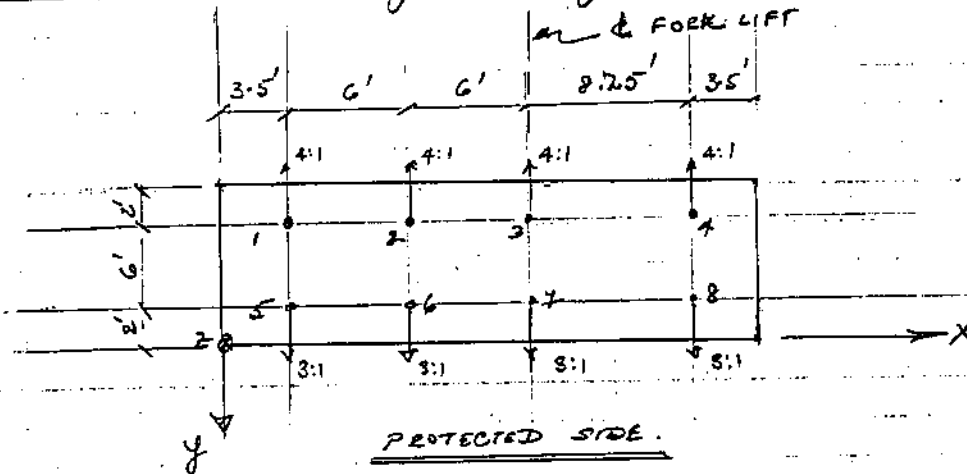 ℄ FORK LIFT
3.5' 6' 6' 8.25' 3.5'
4:1 4:1 4:1 4:1
2'
1 2 3 4
6'
5 6 7 8
2'
Z X
3:1 3:1 3:1 3:1
y
PROTECTED SIDE.